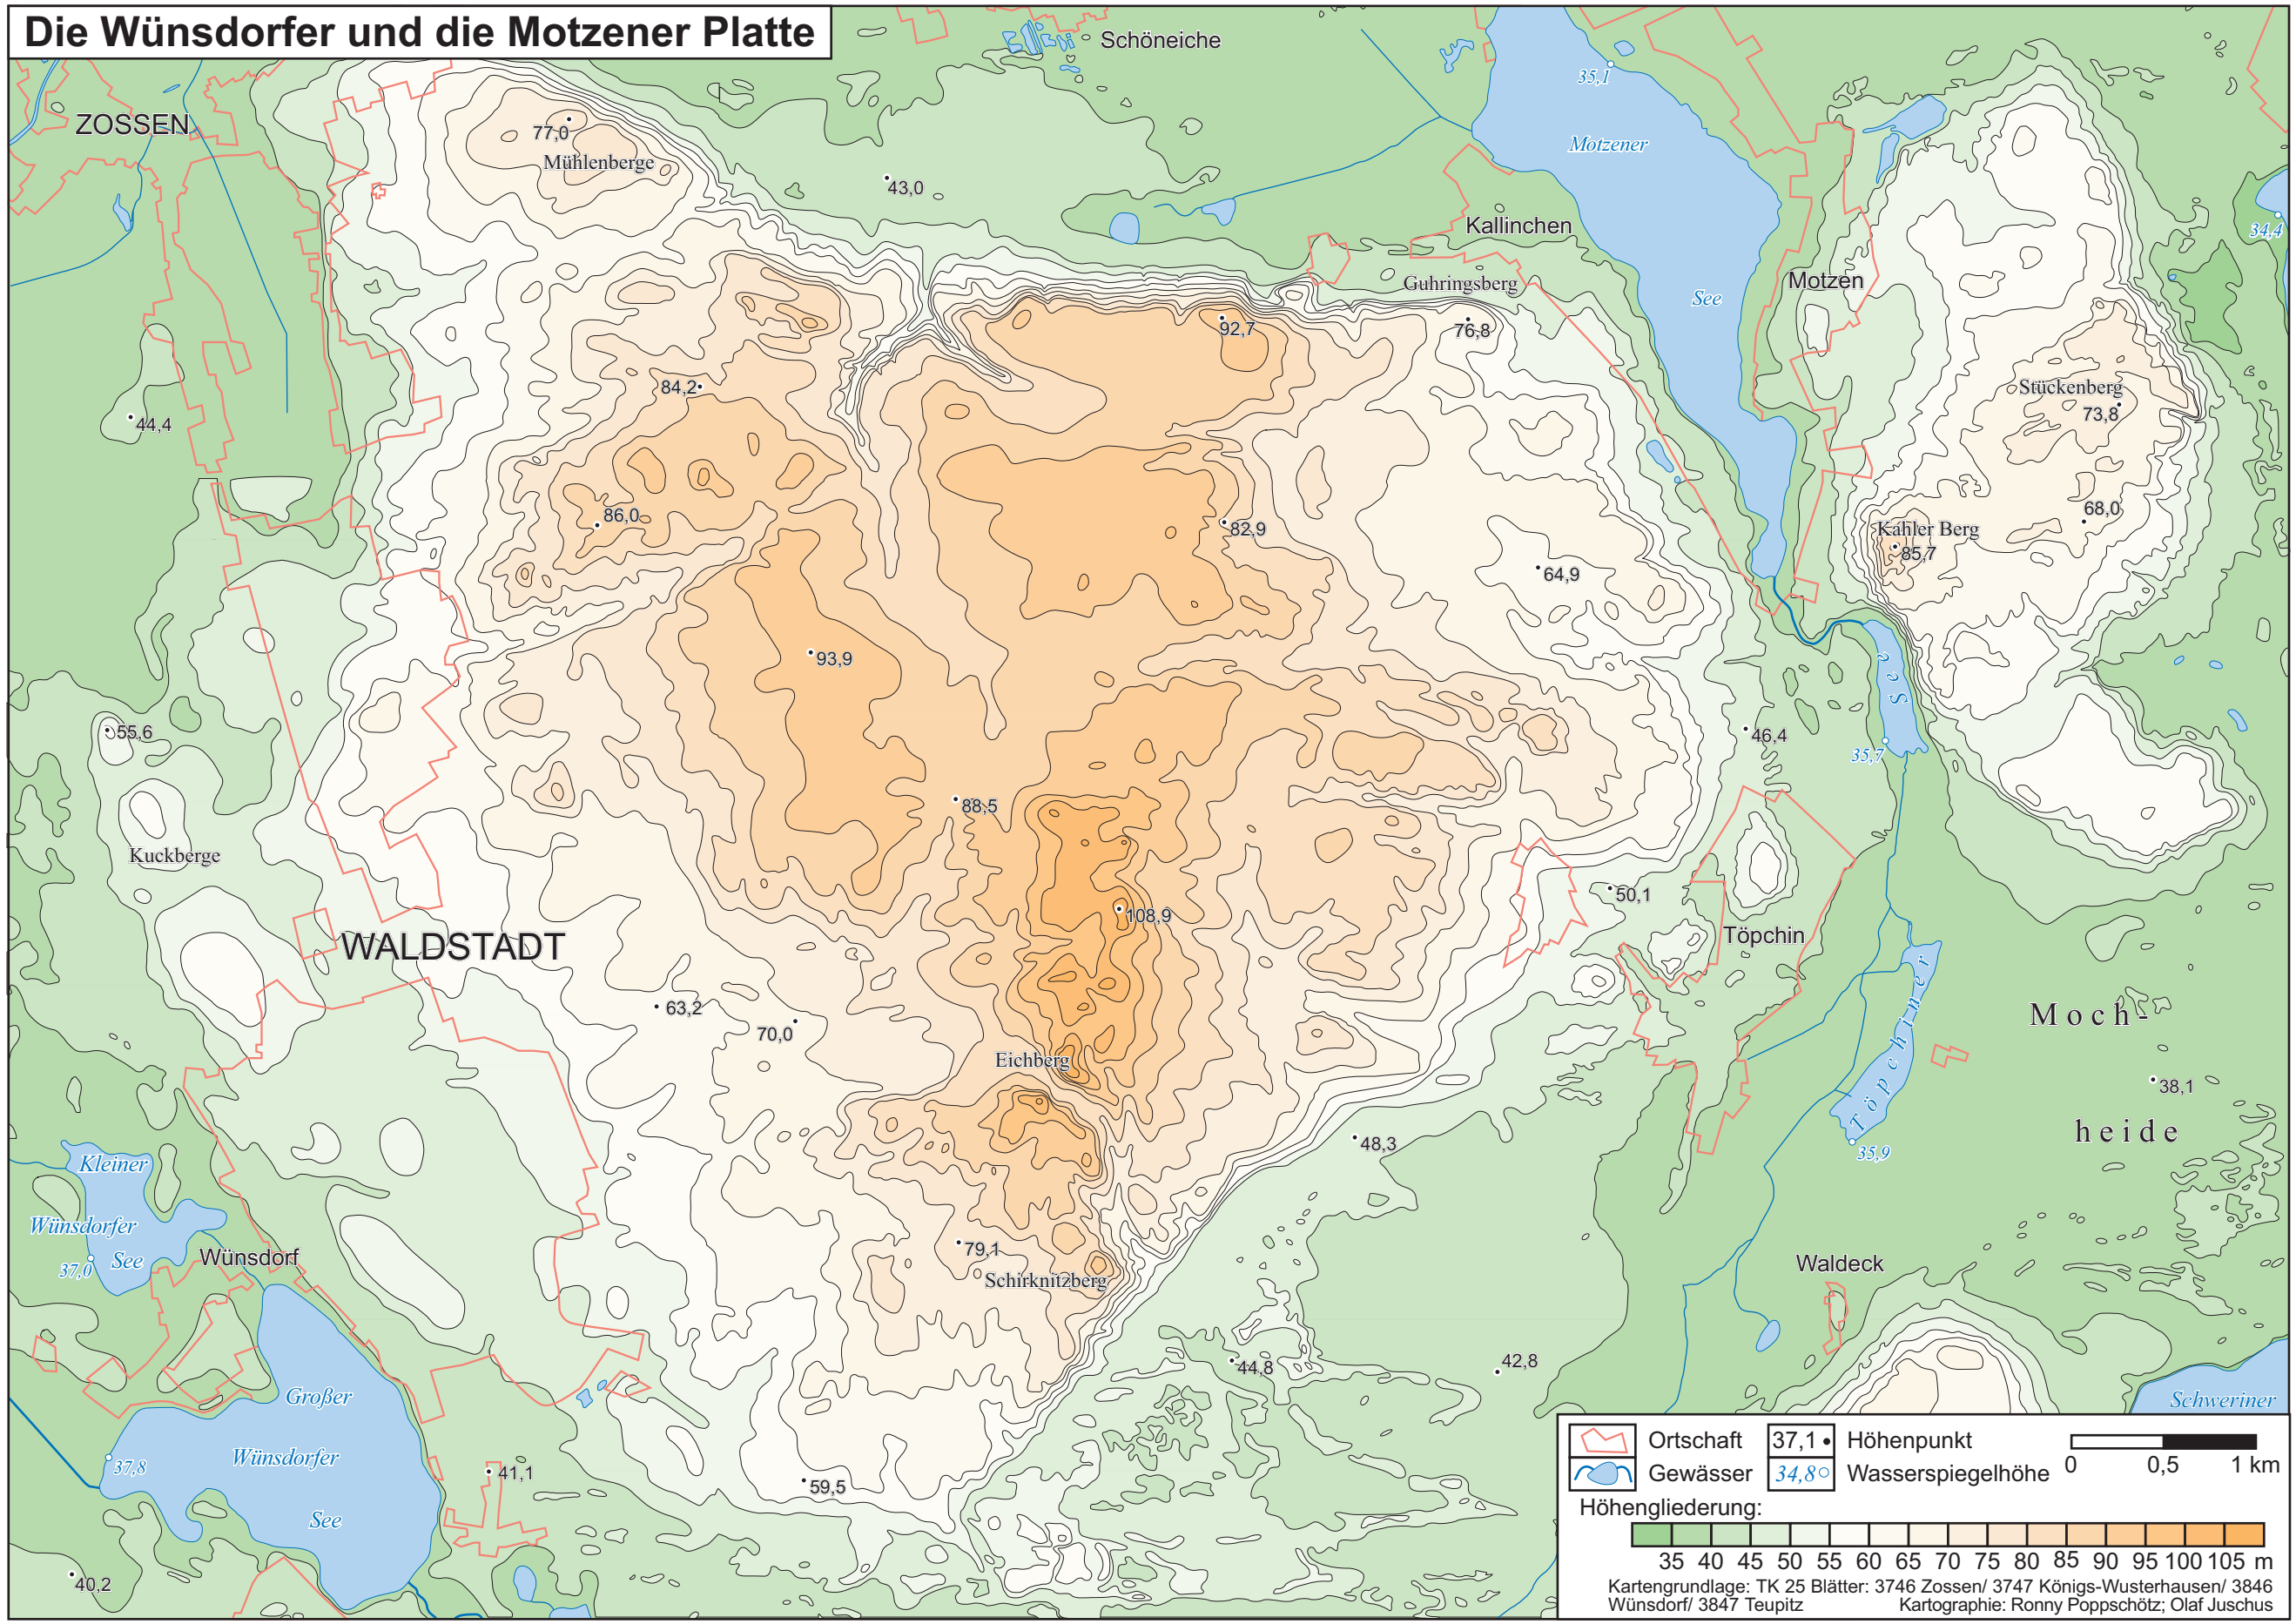 Die Wünsdorfer und die Motzener Platte
Schöneiche
35,1
ZOSSEN
77,0
Mühlenberge
Motzener
43,0
Kallinchen
34,4
Guhringsberg
Motzen
See
92,7
76,8
84,2
Stückenberg
73,8
44,4
86,0
82,9
68,0
Kahler Berg
85,7
64,9
93,9
See
55,6
46,4
35,7
88,5
Kuckberge
108,9
50,1
WALDSTADT
Töpchin
63,2
70,0
Moch-
Töpchiner
Eichberg
38,1
heide
48,3
35,9
Kleiner
Wünsdorfer
See
37,0
Wünsdorf
79,1
Schirknitzberg
Waldeck
44,8
42,8
Großer
Schweriner
Wünsdorfer
37,8
41,1
59,5
See
40,2
Ortschaft
37,1
Höhenpunkt
Gewässer
34,8
Wasserspiegelhöhe
0 0,5 1 km
Höhengliederung:
35 40 45 50 55 60 65 70 75 80 85 90 95 100 105 m
Kartengrundlage: TK 25 Blätter: 3746 Zossen/ 3747 Königs-Wusterhausen/ 3846
Wünsdorf/ 3847 Teupitz Kartographie: Ronny Poppschötz; Olaf Juschus